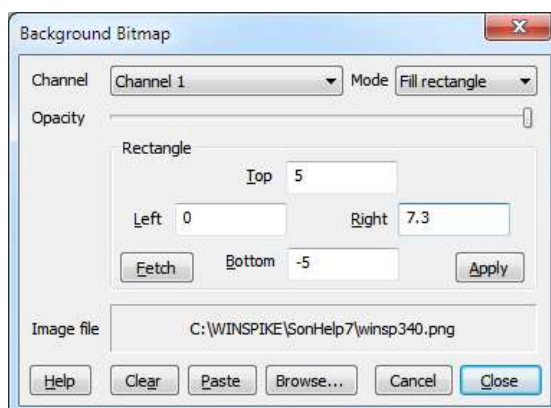 Background Bitmap
Channel Channel 1 Mode Fill rectangle
Opacity
Rectangle
Top 5
Left 0 Right 7.3
Fetch Bottom -5 Apply
Image file C:\WINSPIKE\SonHelp7\winsp340.png
Help Clear Paste Browse... Cancel Close